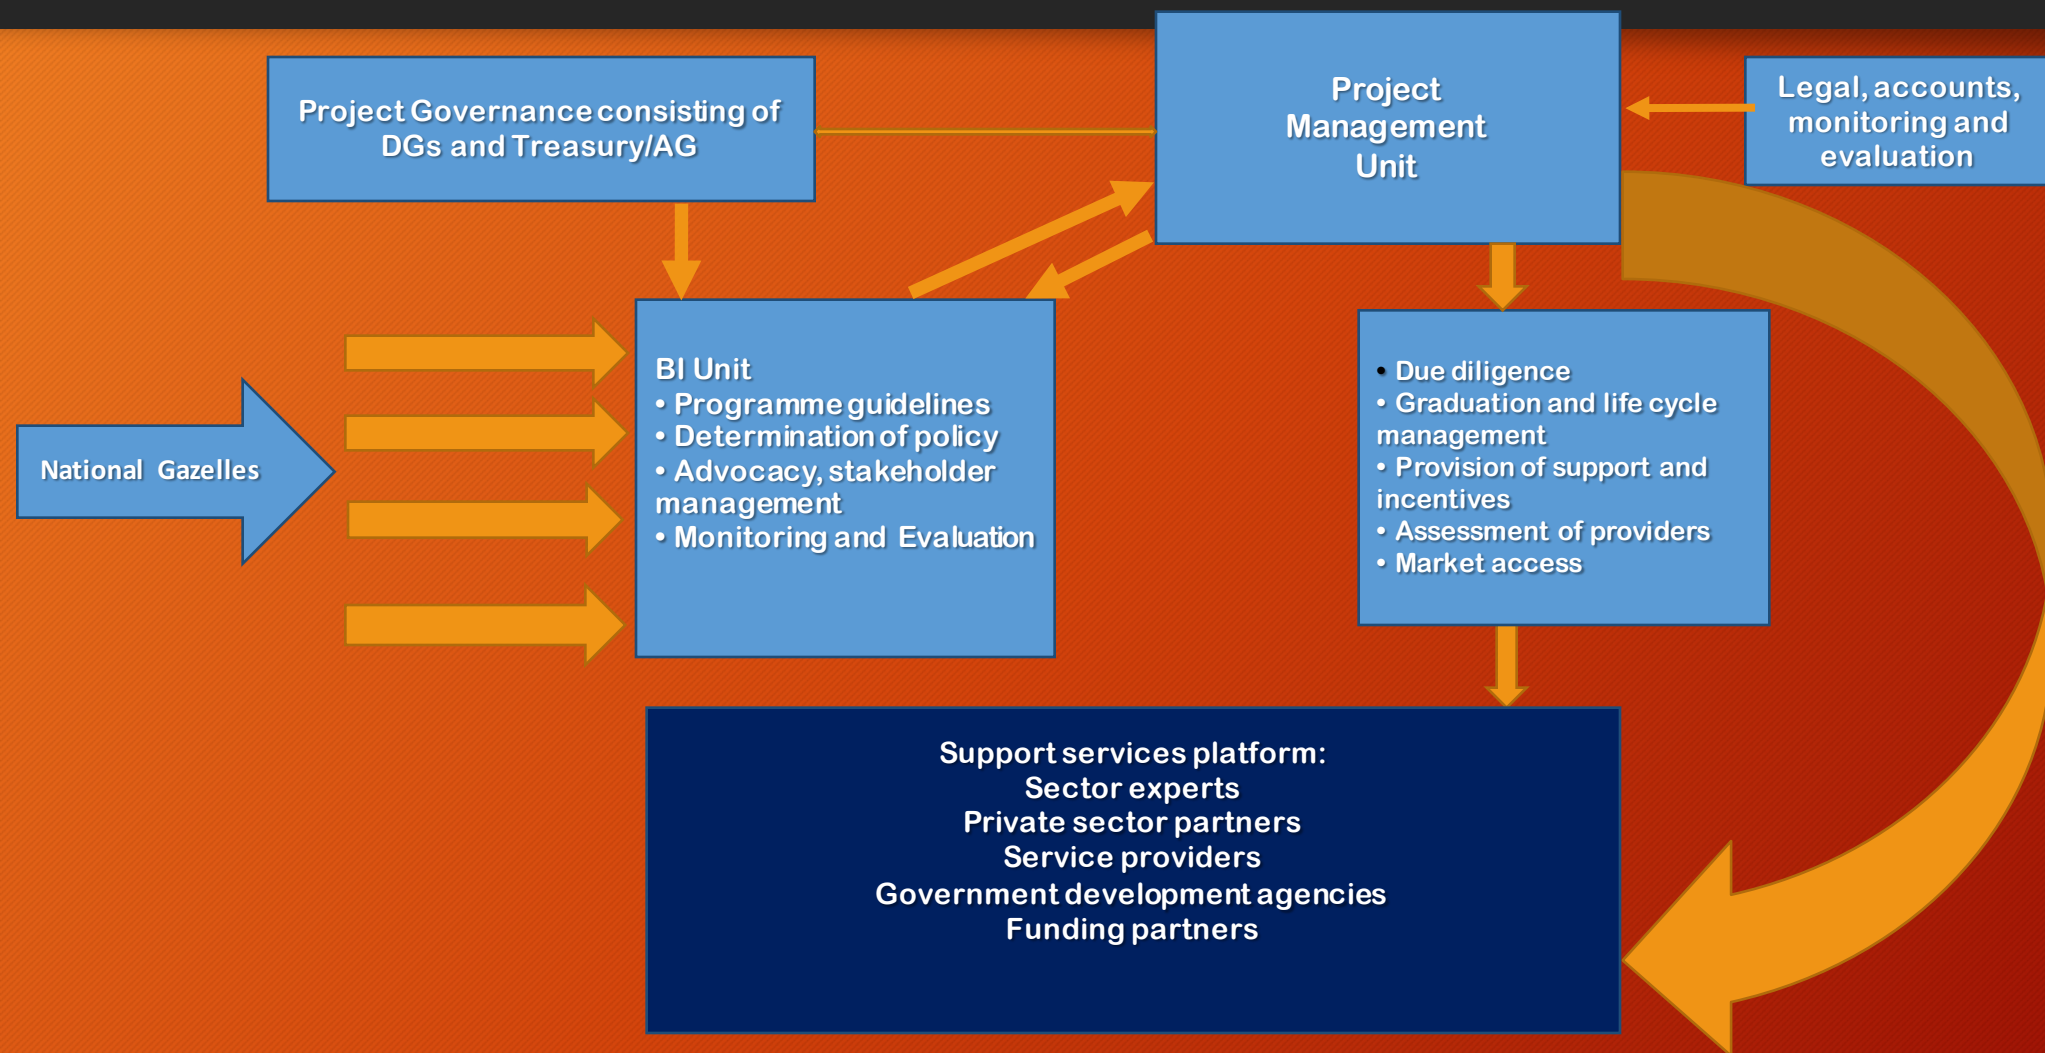 Project Governance consisting of
DGs and Treasury/AG
Project
Management
Unit
Legal, accounts,
monitoring and
evaluation
National Gazelles
BI Unit
• Programme guidelines
• Determination of policy
• Advocacy, stakeholder
management
• Monitoring and Evaluation
• Due diligence
• Graduation and life cycle
management
• Provision of support and
incentives
• Assessment of providers
• Market access
Support services platform:
Sector experts
Private sector partners
Service providers
Government development agencies
Funding partners